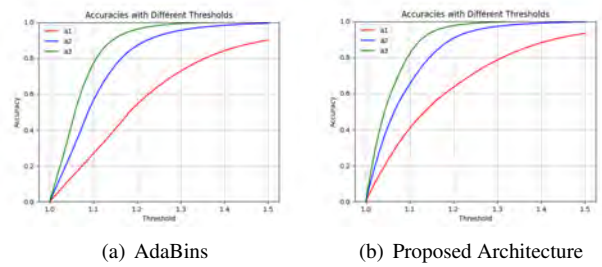 Accuracies with Different Thresholds
a1
a2
a3
Accuracy
1.0
0.8
0.6
0.4
0.2
0.0
1.0 1.1 1.2 1.3 1.4 1.5
Threshold
(a) AdaBins
Accuracies with Different Thresholds
a1
a2
a3
Accuracy
1.0
0.8
0.6
0.4
0.2
0.0
1.0 1.1 1.2 1.3 1.4 1.5
Threshold
(b) Proposed Architecture